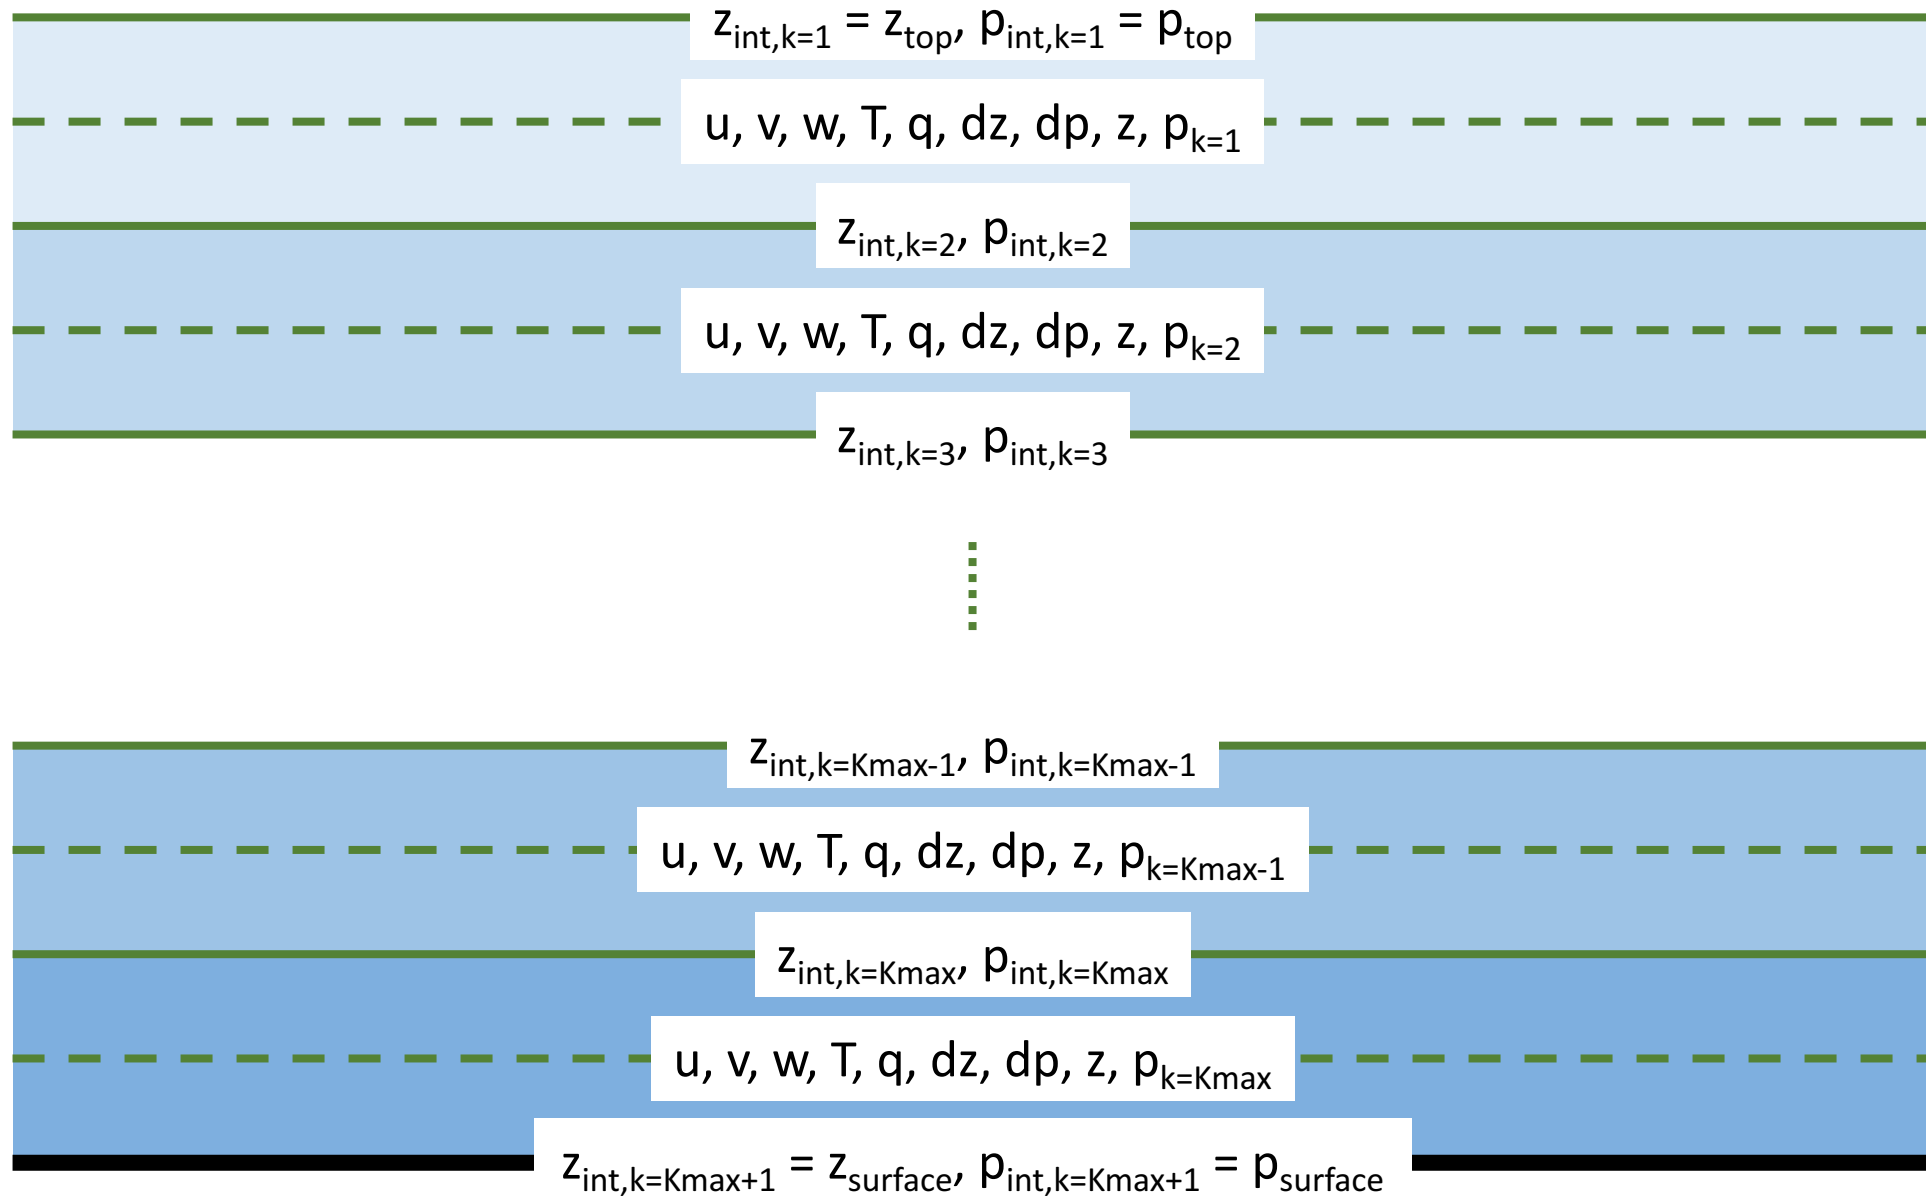 z_int,k=1 = z_top, p_int,k=1 = p_top
u, v, w, T, q, dz, dp, z, p_k=1
z_int,k=2, p_int,k=2
u, v, w, T, q, dz, dp, z, p_k=2
z_int,k=3, p_int,k=3
z_int,k=Kmax-1, p_int,k=Kmax-1
u, v, w, T, q, dz, dp, z, p_k=Kmax-1
z_int,k=Kmax, p_int,k=Kmax
u, v, w, T, q, dz, dp, z, p_k=Kmax
z_int,k=Kmax+1 = z_surface, p_int,k=Kmax+1 = p_surface